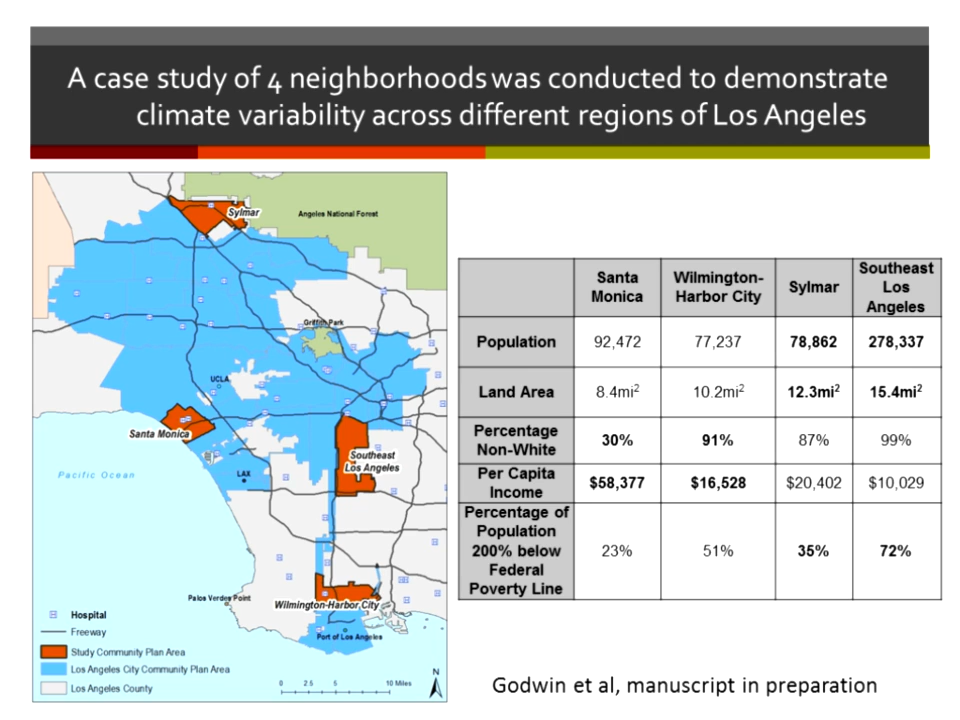 A case study of 4 neighborhoods was conducted to demonstrate
climate variability across different regions of Los Angeles
Sylmar
Angeles National Forest
Griffith Park
UCLA
Santa Monica
Southeast
Los Angeles
Pacific Ocean
LAX
Palos Verdes Point
Wilmington-Harbor City
Port of Los Angeles
Hospital
Freeway
Study Community Plan Area
Los Angeles City Community Plan Area
Los Angeles County
0 2.5 5 10 Miles
N
Santa Monica Wilmington-Harbor City Sylmar Southeast Los Angeles
Population 92,472 77,237 78,862 278,337
Land Area 8.4mi² 10.2mi² 12.3mi² 15.4mi²
Percentage Non-White 30% 91% 87% 99%
Per Capita Income $58,377 $16,528 $20,402 $10,029
Percentage of Population 200% below Federal Poverty Line 23% 51% 35% 72%
Godwin et al, manuscript in preparation